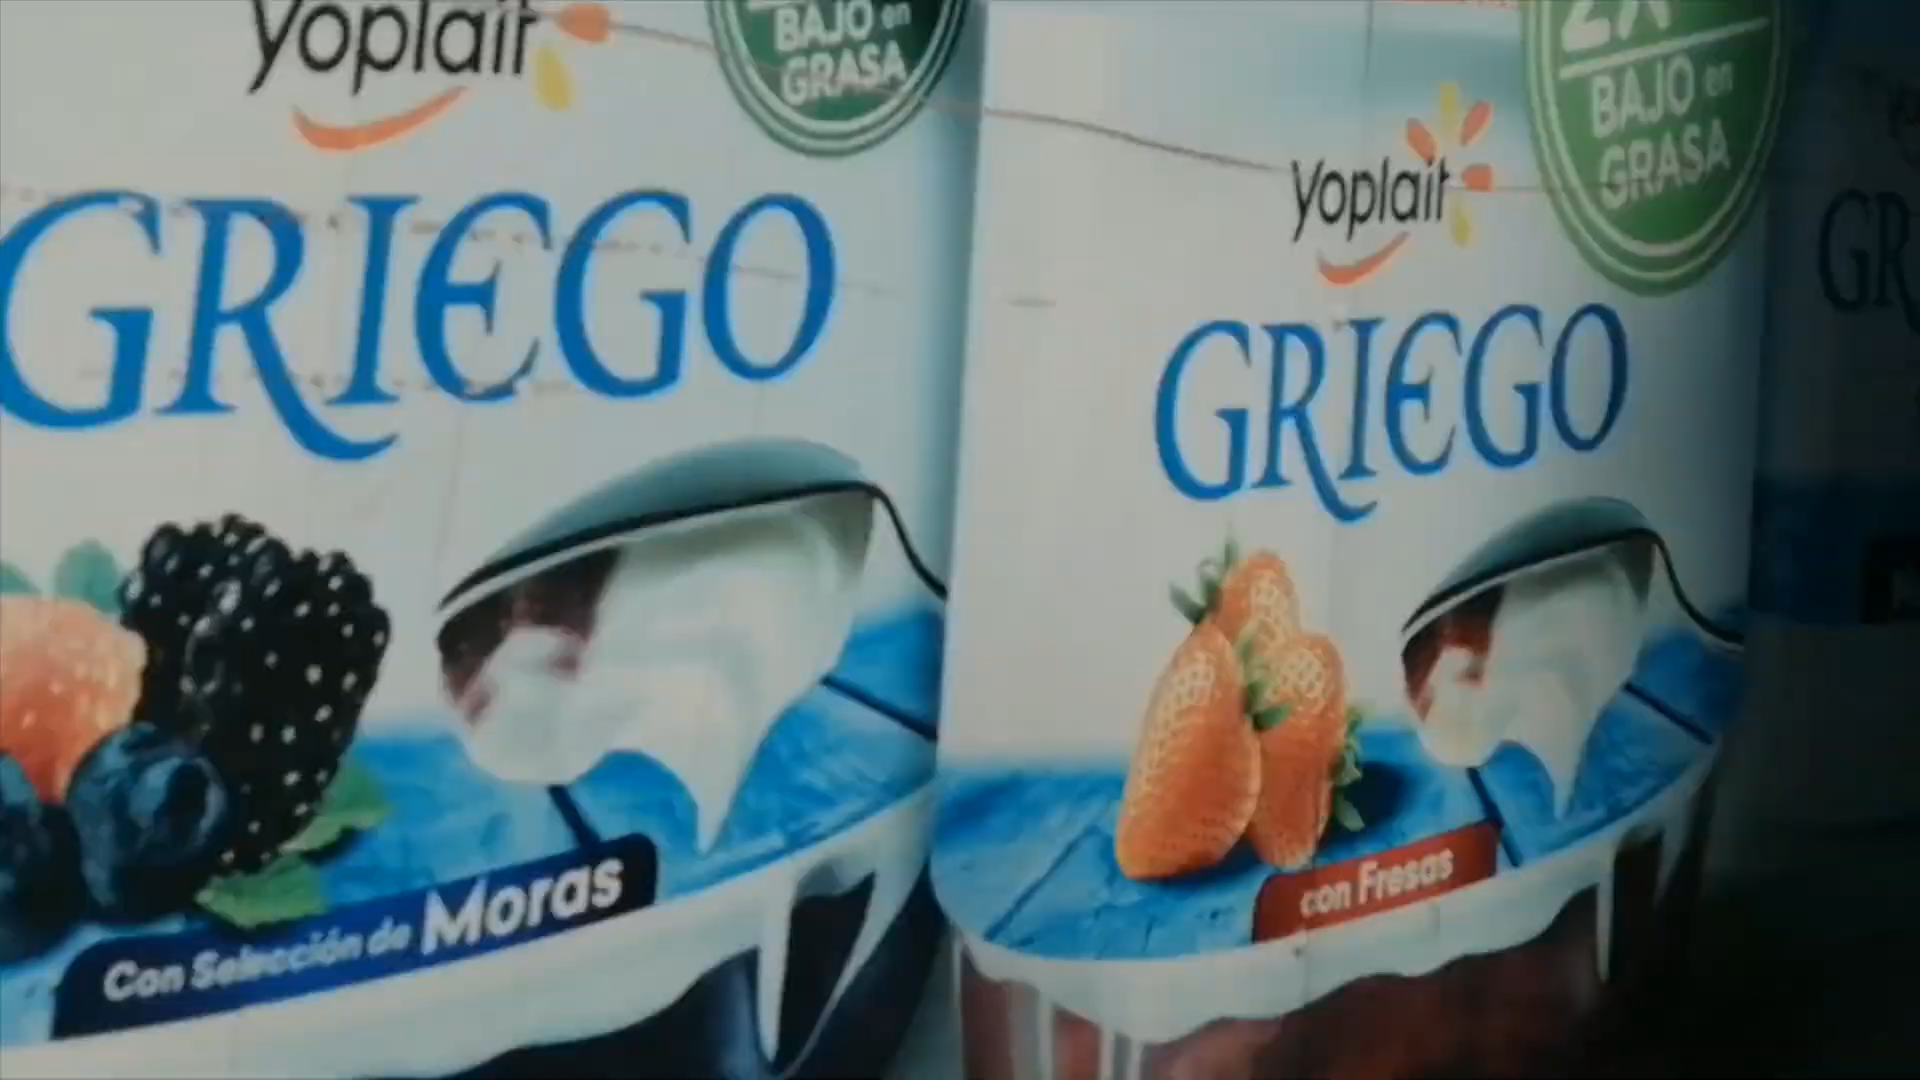 yoplait
BAJO en
GRASA
GRIEGO
Con Selección de Moras
2X
BAJO en
GRASA
yoplait
GRIEGO
con Fresas
GR